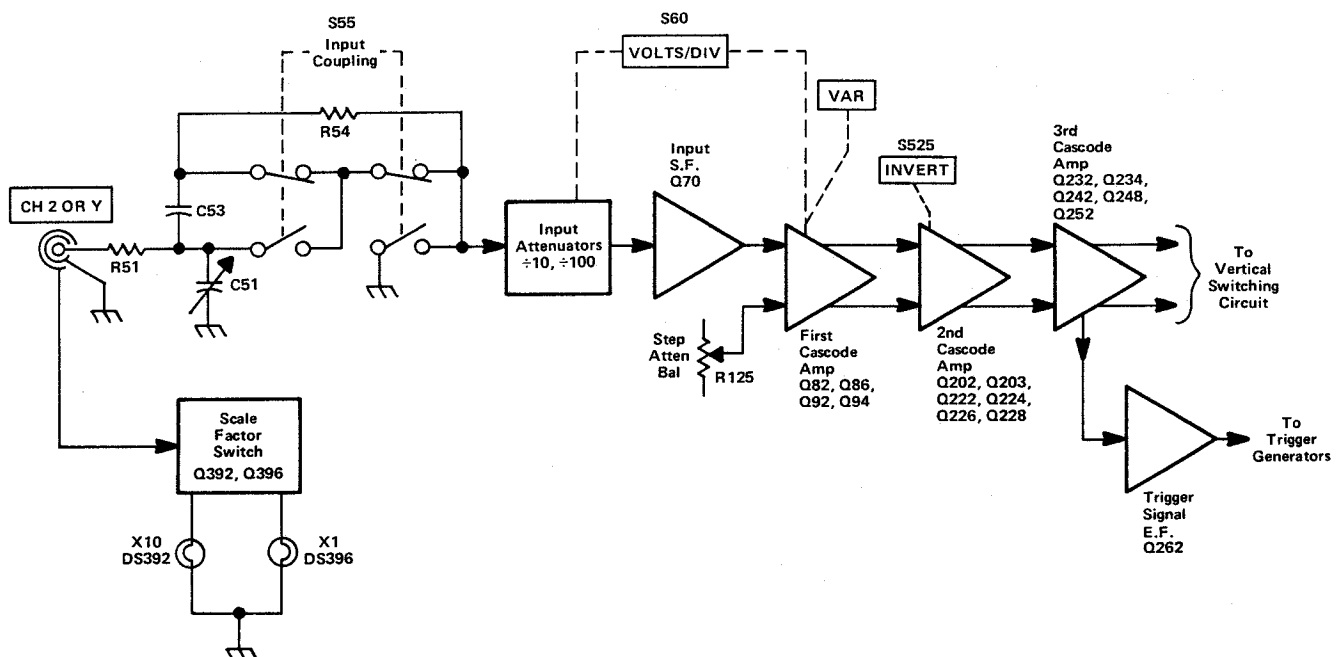 S55
Input
Coupling
S60
VOLTS/DIV
VAR
S525
INVERT
3rd
Cascode
Amp
Q232, Q234,
Q242, Q248,
Q252
R54
Input
S.F.
Q70
CH 2 OR Y
C53
R51
C51
Input
Attenuators
÷10, ÷100
To
Vertical
Switching
Circuit
Step
Atten
Bal
R125
First
Cascode
Amp
Q82, Q86,
Q92, Q94
2nd
Cascode
Amp
Q202, Q203,
Q222, Q224,
Q226, Q228
Scale
Factor
Switch
Q392, Q396
To
Trigger
Generators
Trigger
Signal
E.F.
Q262
X10
DS392
X1
DS396